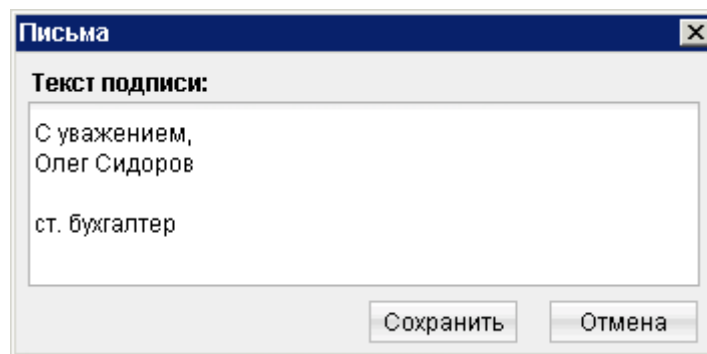 Письма
Текст подписи:
С уважением,
Олег Сидоров
ст. бухгалтер
Сохранить Отмена